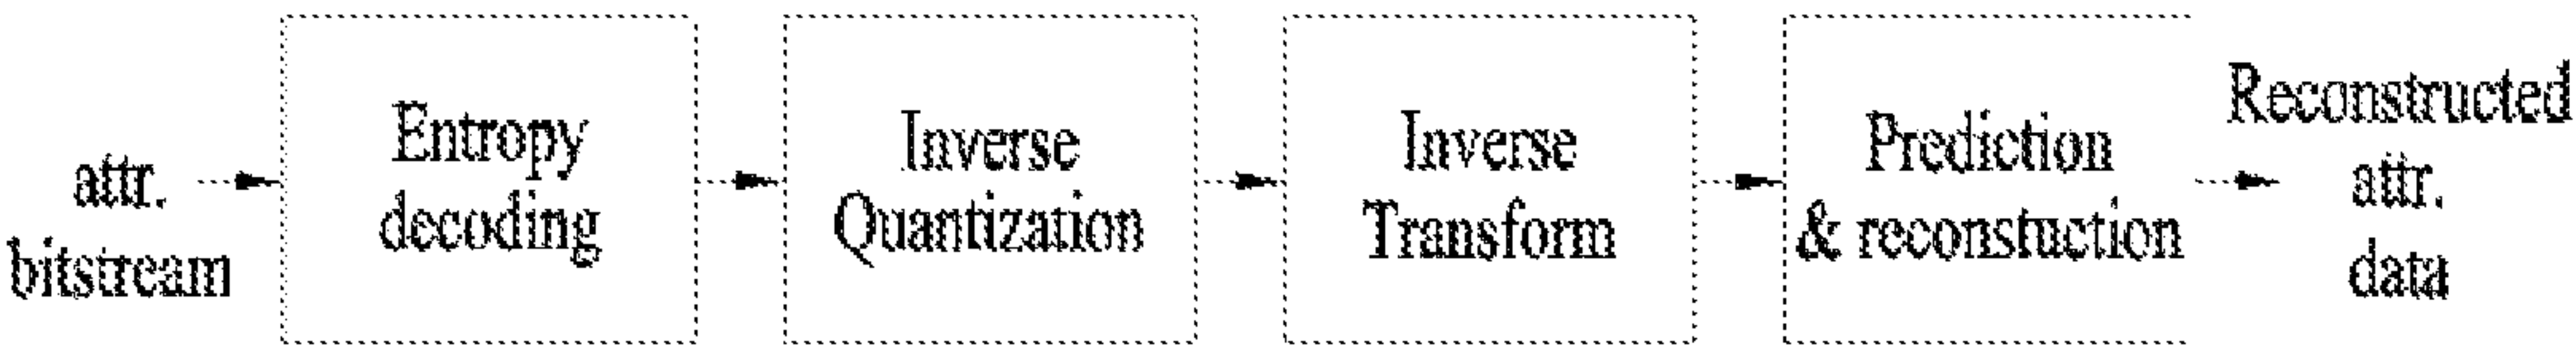 attr.
bitstream
Entropy
decoding
Inverse
Quantization
Inverse
Transform
Prediction
& reconstuction
Reconstructed
attr.
data